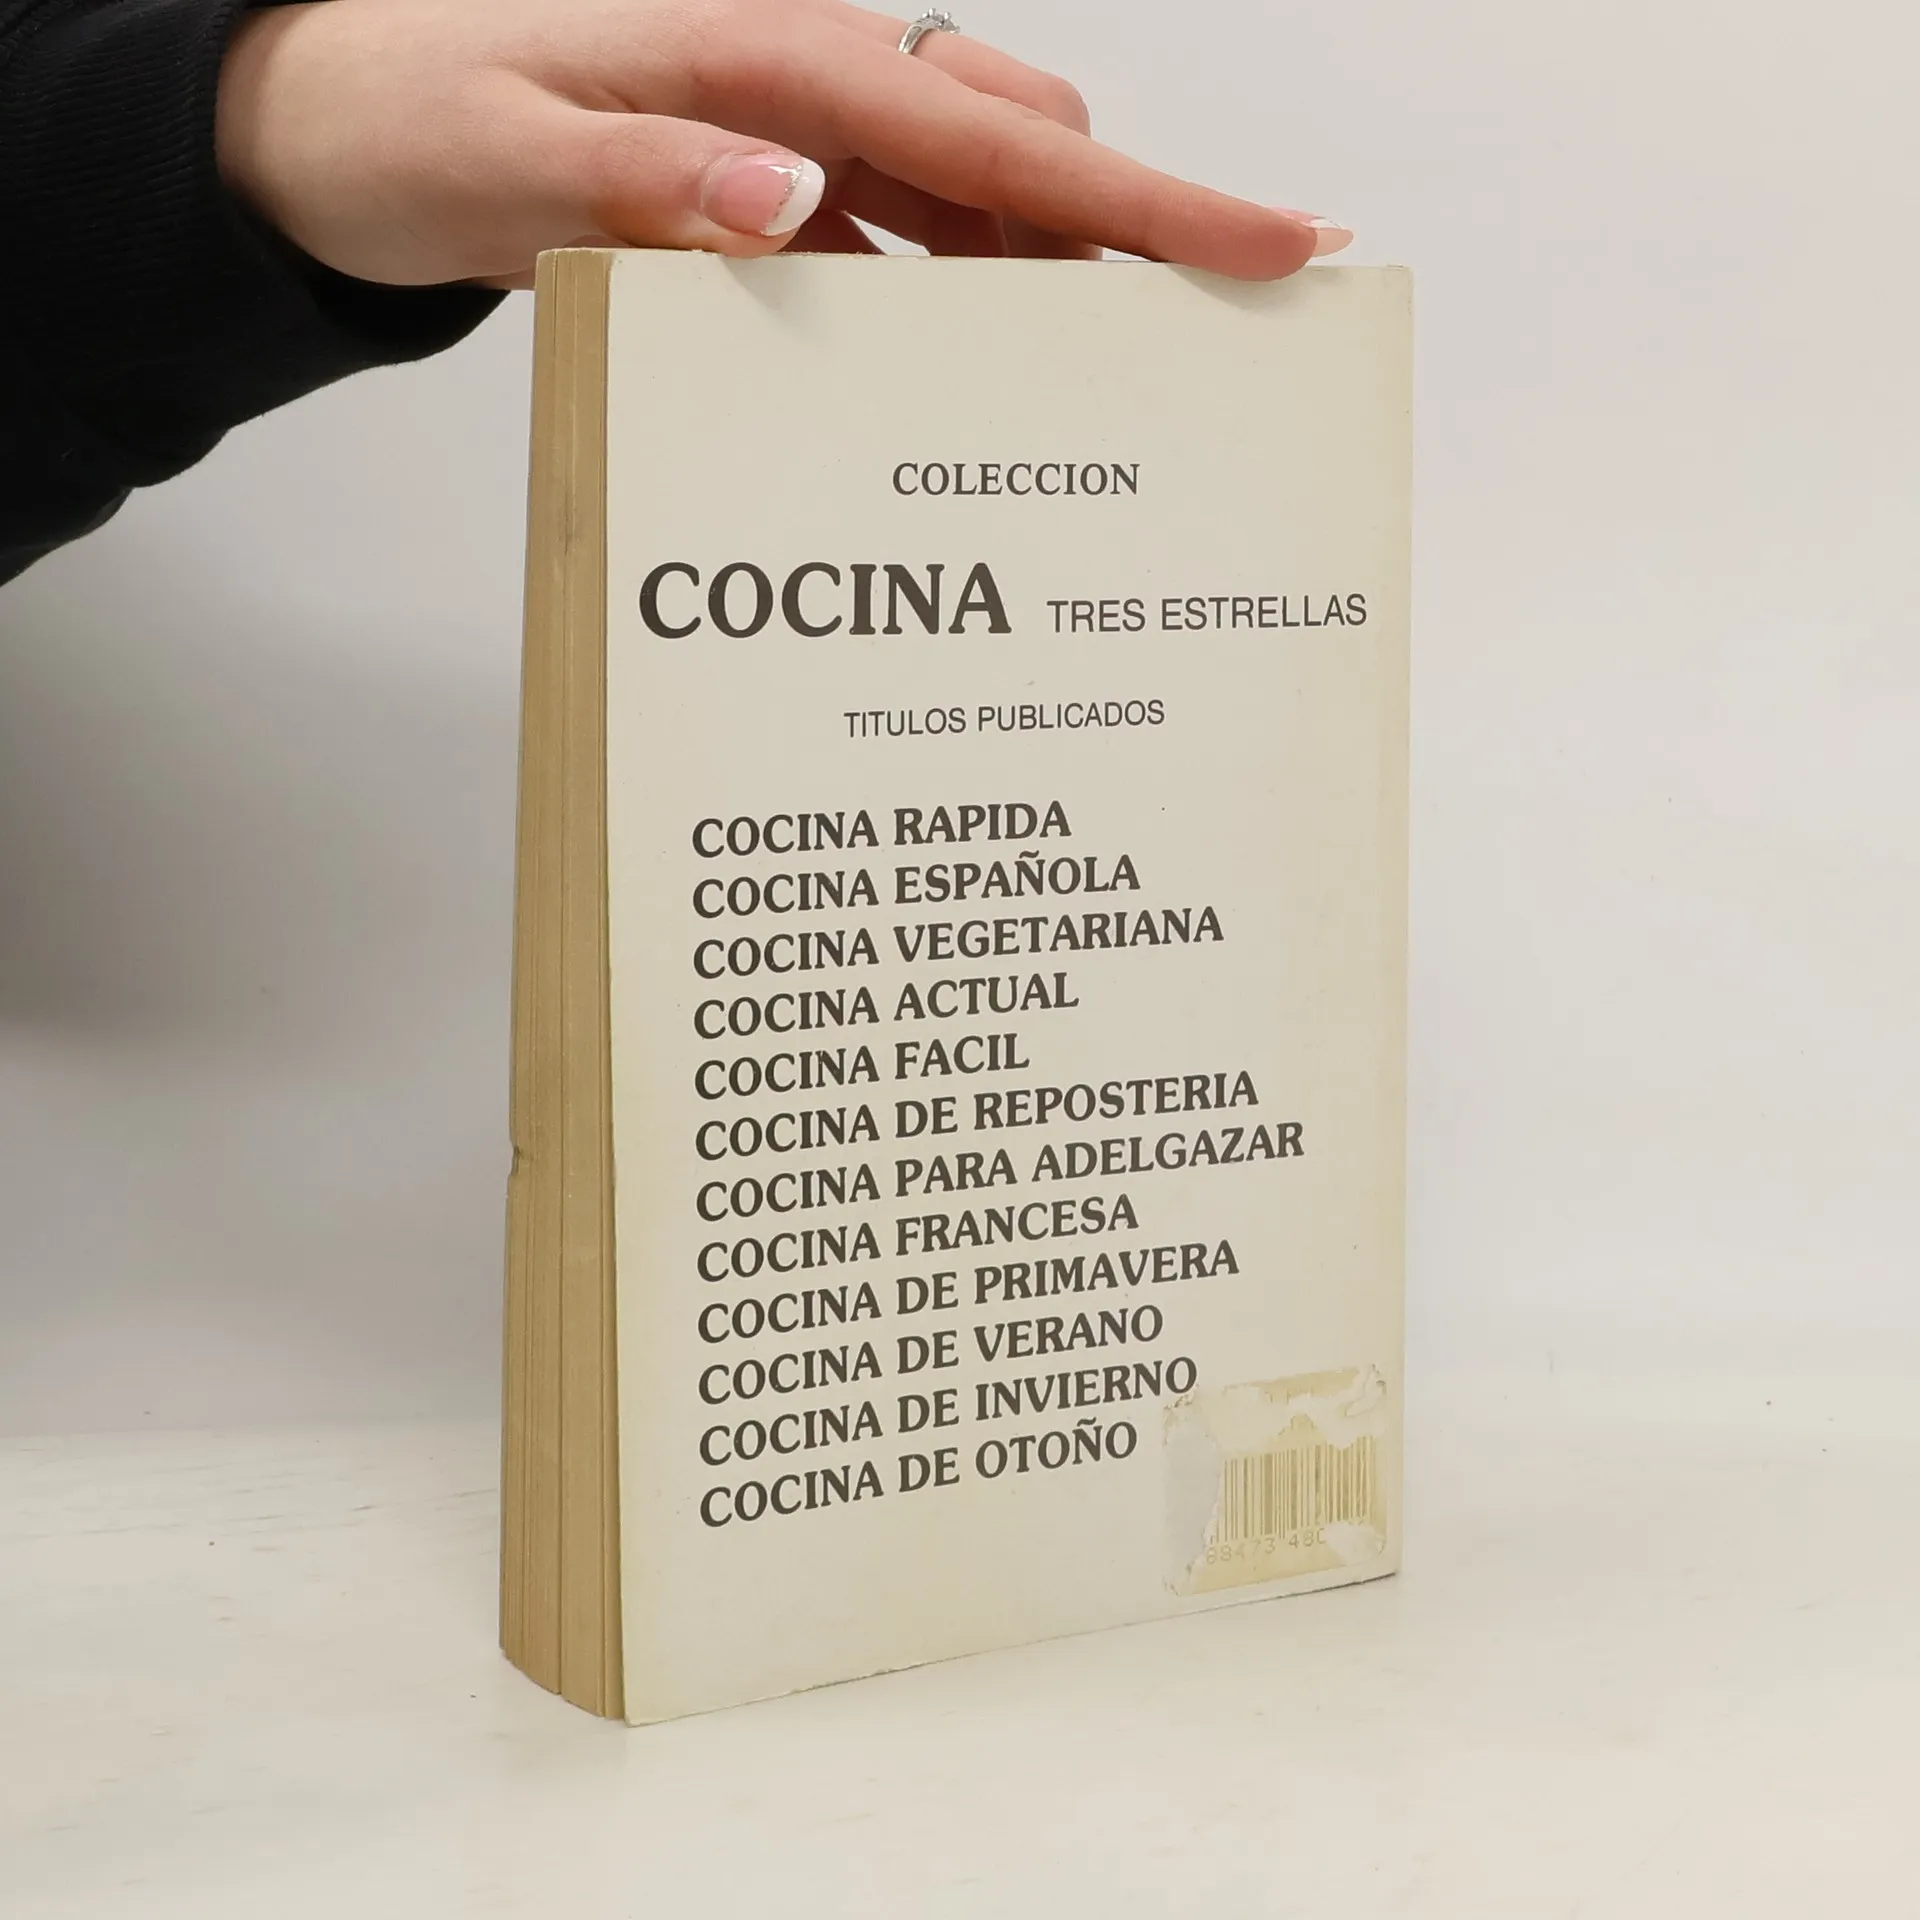 COLECCION
COCINA TRES ESTRELLAS
TITULOS PUBLICADOS
COCINA RAPIDA
COCINA ESPAÑOLA
COCINA VEGETARIANA
COCINA ACTUAL
COCINA FACIL
COCINA DE REPOSTERIA
COCINA PARA ADELGAZAR
COCINA FRANCESA
COCINA DE PRIMAVERA
COCINA DE VERANO
COCINA DE INVIERNO
COCINA DE OTOÑO